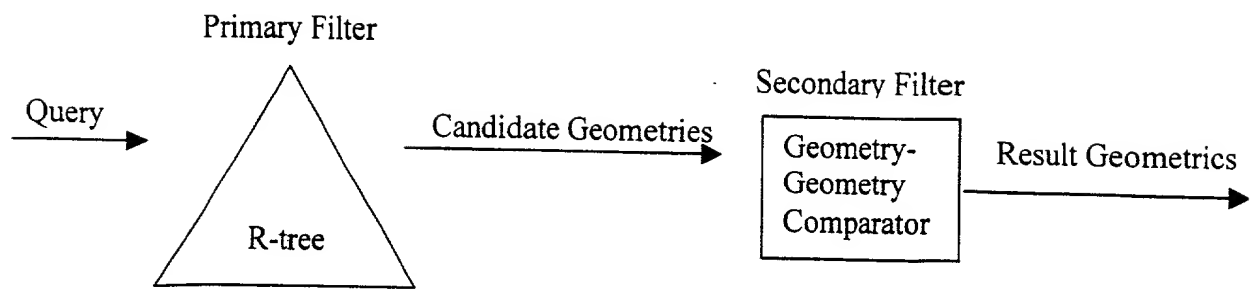 Primary Filter
Query
R-tree
Candidate Geometries
Secondary Filter
Geometry-
Geometry
Comparator
Result Geometrics